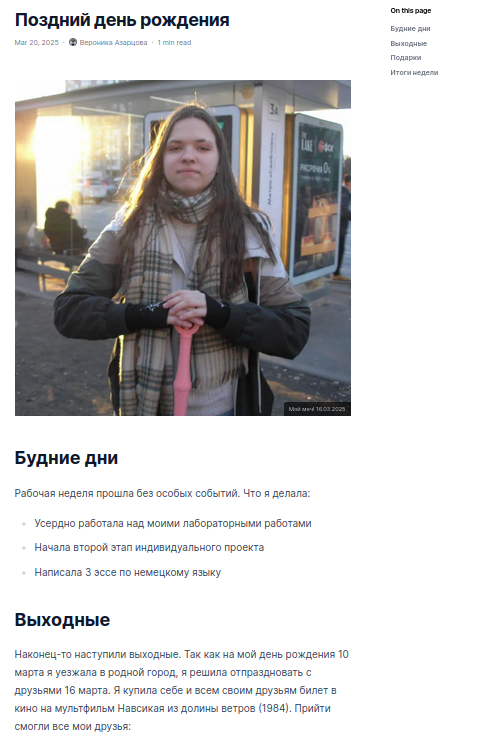 Поздний день рождения
Mar 20, 2025 · Вероника Азарцова · 1 min read
On this page
Будние дни
Выходные
Подарки
Итоги недели
3А
РАССРОЧКА 0%
Мой меч! 16.03.2025
Будние дни
Рабочая неделя прошла без особых событий. Что я делала:
Усердно работала над моими лабораторными работами
Начала второй этап индивидуального проекта
Написала 3 эссе по немецкому языку
Выходные
Наконец-то наступили выходные. Так как на мой день рождения 10
марта я уезжала в родной город, я решила отпраздновать с
друзьями 16 марта. Я купила себе и всем своим друзьям билет в
кино на мультфильм Навсикая из долины ветров (1984). Прийти
смогли все мои друзья: